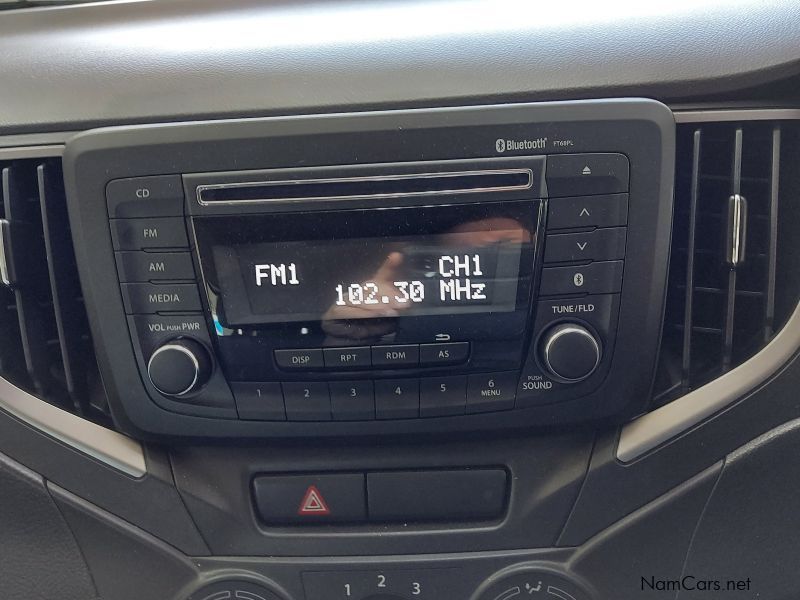 Bluetooth® FT60PL
CD
FM
AM
MEDIA
VOL PUSH PWR
FM1 CH1
102.30 MHz
TUNE / FLD
PUSH
SOUND
DISP RPT RDM AS
1 2 3 4 5 6
MENU
1 2 3
NamCars.net